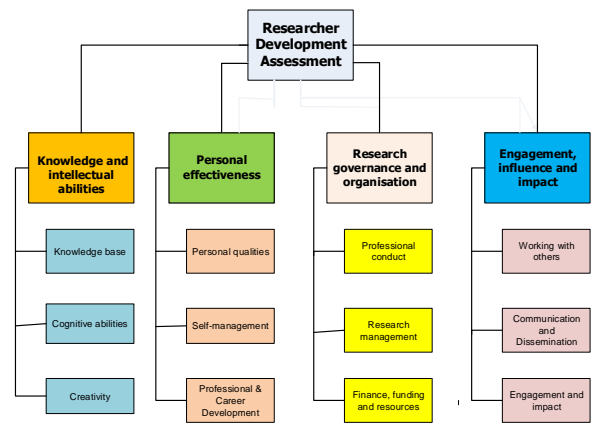 Researcher
Development
Assessment
Knowledge and
intellectual
abilities
Personal
effectiveness
Research
governance and
organisation
Engagement,
influence and
impact
Knowledge base
Personal qualities
Professional
conduct
Working with
others
Cognitive abilities
Self-management
Research
management
Communication
and
Dissemination
Creativity
Professional &
Career
Development
Finance, funding
and resources
Engagement and
impact